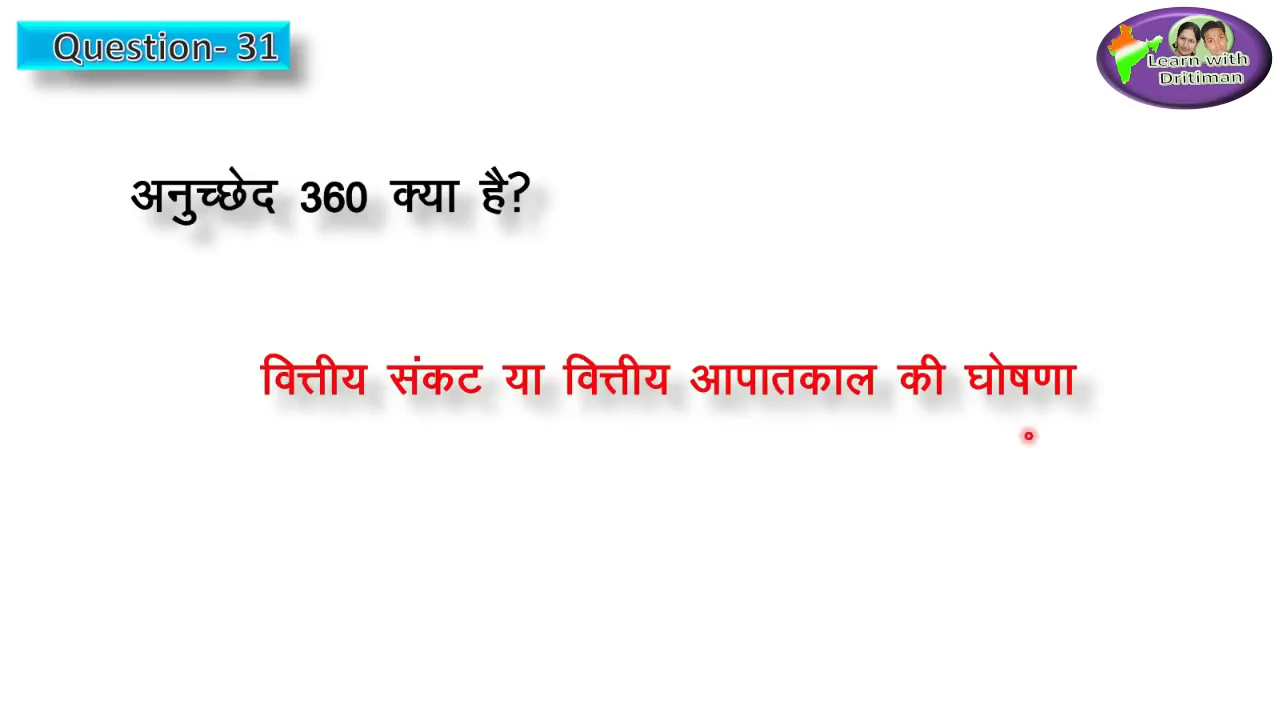 Question- 31
Learn with
Dritiman
अनुच्छेद 360 क्या है?
वित्तीय संकट या वित्तीय आपातकाल की घोषणा